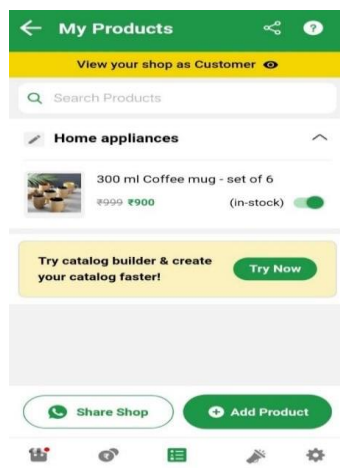 My Products
?
View your shop as Customer
Search Products
Home appliances
300 ml Coffee mug - set of 6
₹999 ₹900 (in-stock)
Try catalog builder & create
your catalog faster!
Try Now
Share Shop
Add Product